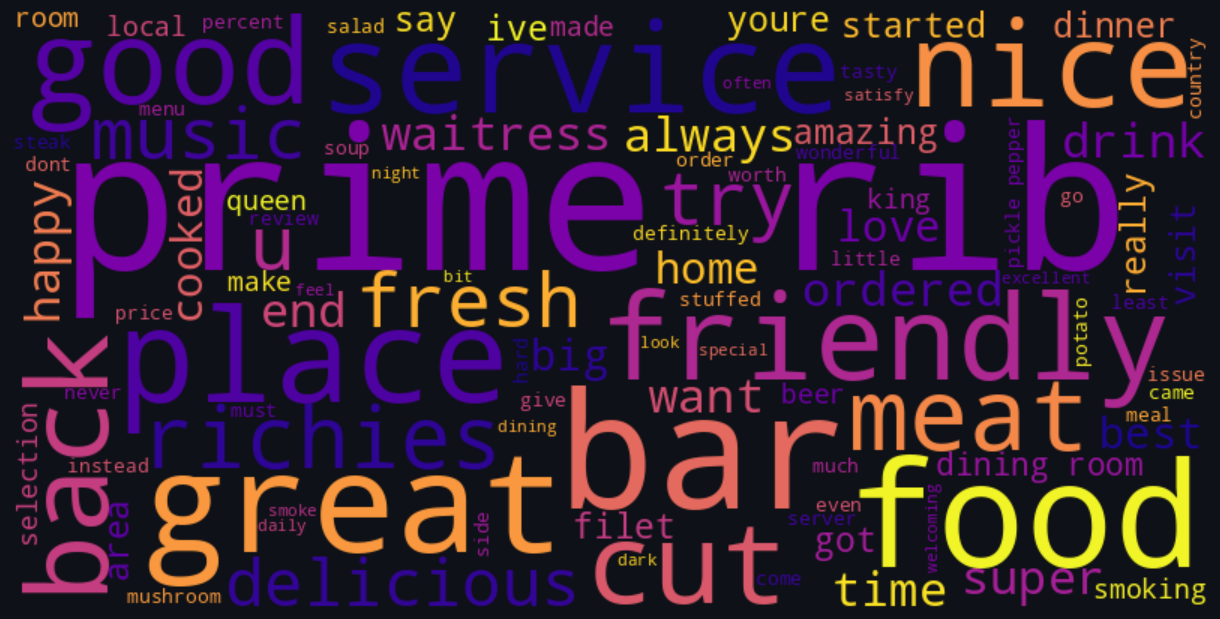 room
local
percent
salad
say
ive
made
youre
started
dinner
good
service
nice
country
often
tasty
satisfy
menu
steak
music
soup
waitress
always
amazing
wonderful
drink
dont
prime rib
night
order
worth
try
pickle pepper
go
happy
cooked
queen
review
u
king
love
definitely
little
really
visit
make
feel
bit
fresh
home
stuffed
ordered
excellent
least
price
end
place
hard
big
friendly
look
special
potato
issue
came
back
never
must
richies
give
dining
want
beer
meat
meal
best
selection
instead
great
bar
much
dining room
food
area
smoke
daily
side
filet
even
server
got
welcoming
mushroom
delicious
cut
dark
come
time
super
smoking